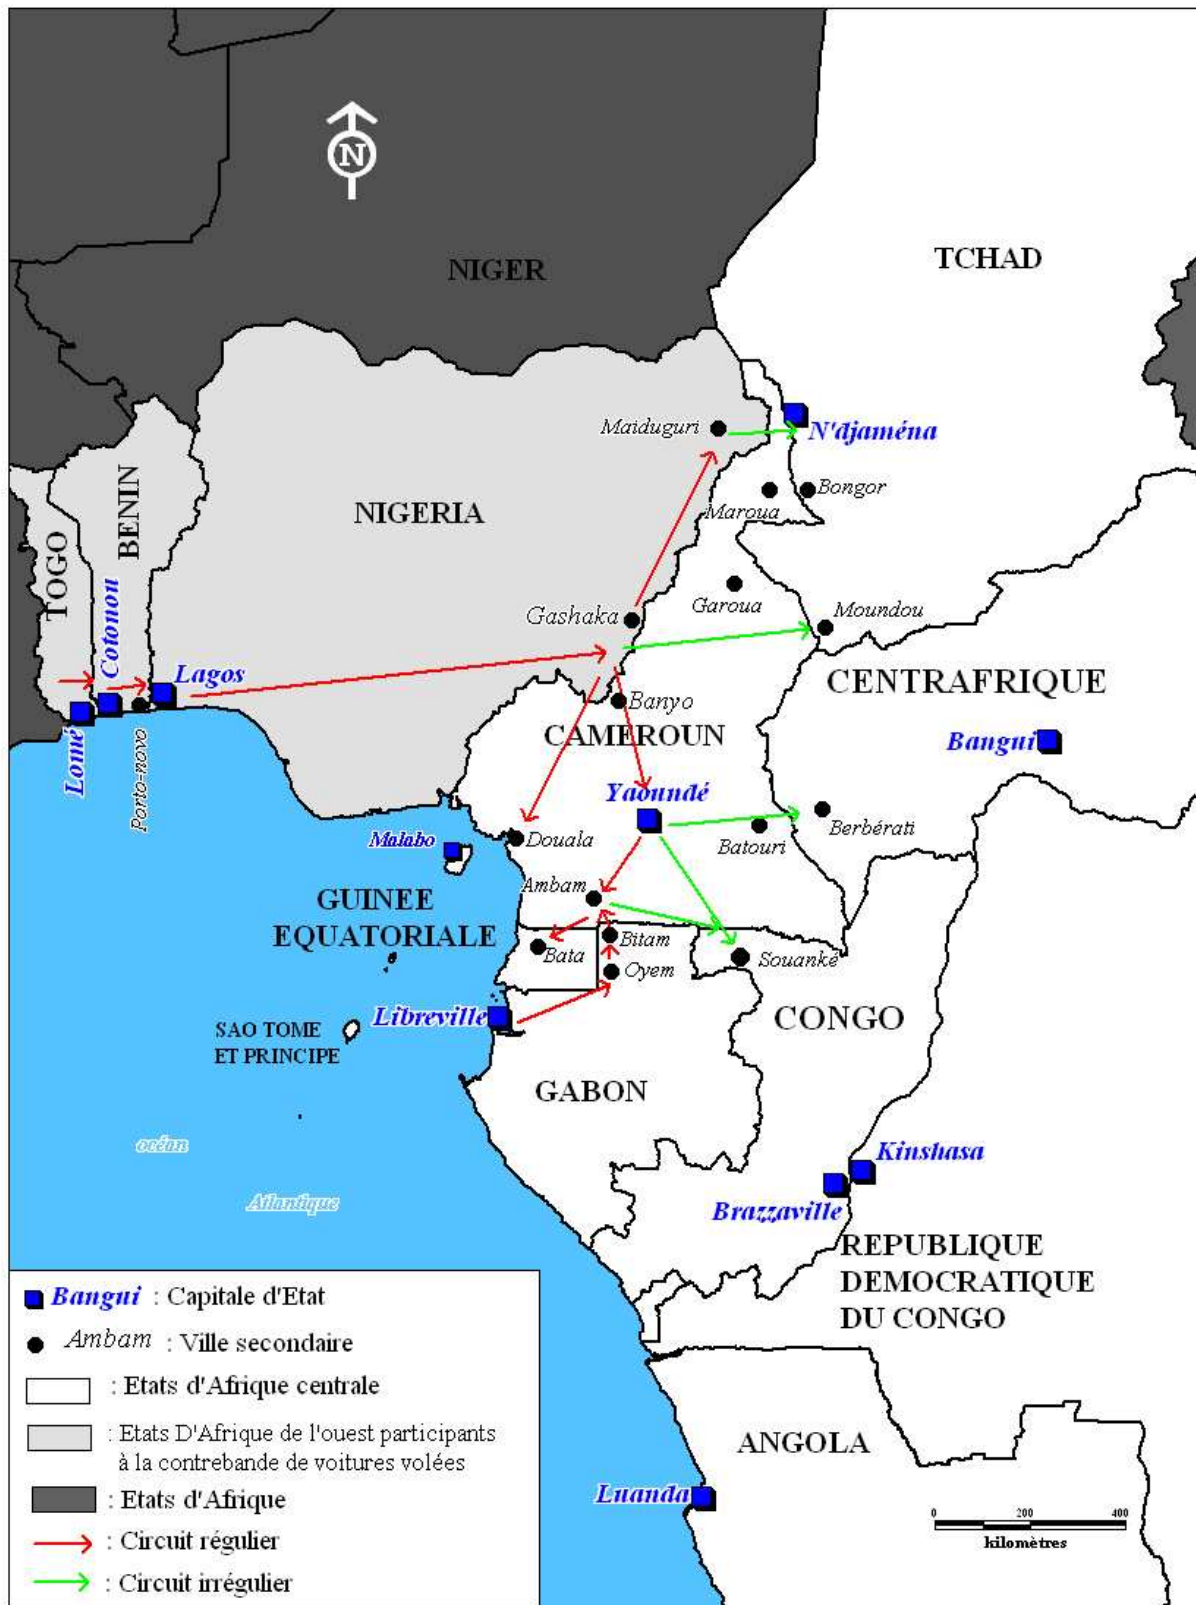 N
NIGER
TCHAD
Maiduguri
N'djaména
Maroua
Bongor
NIGERIA
BENIN
TOGO
Garoua
Moundou
Gashaka
Cotonou
Lagos
CENTRAFRIQUE
Banyo
CAMEROUN
Bangui
Lomé
Porto-novo
Yaoundé
Malabo
Douala
Batouri
Berbérati
Ambam
GUINEE
EQUATORIALE
Bata
Bitam
Oyem
Souanké
Libreville
CONGO
SAO TOME
ET PRINCIPE
GABON
océan
Atlantique
Kinshasa
Brazzaville
REPUBLIQUE
DEMOCRATIQUE
DU CONGO
ANGOLA
Luanda
0 200 400
kilomètres
Bangui : Capitale d'Etat
Ambam : Ville secondaire
: Etats d'Afrique centrale
: Etats D'Afrique de l'ouest participants
à la contrebande de voitures volées
: Etats d'Afrique
: Circuit régulier
: Circuit irrégulier